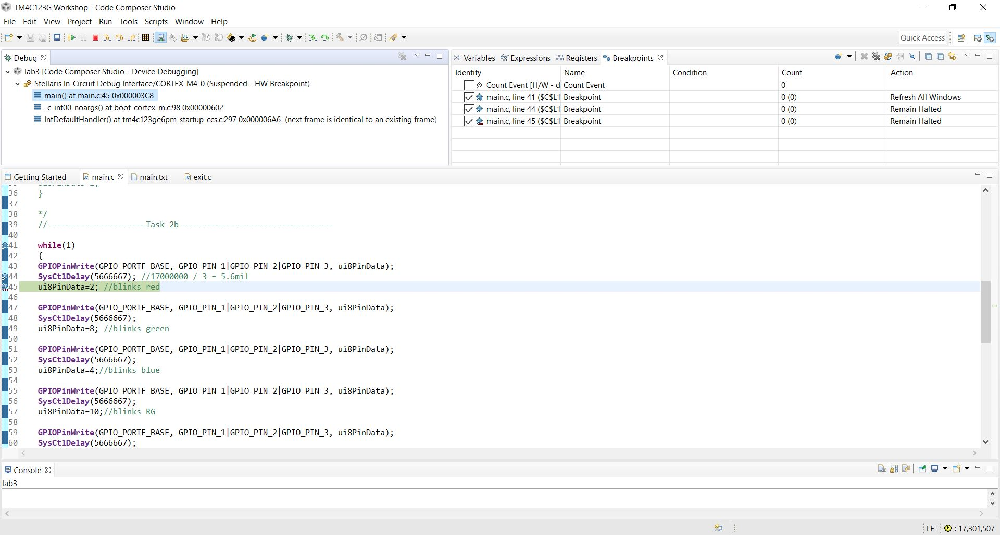 TM4C123G Workshop - Code Composer Studio
File Edit View Project Run Tools Scripts Window Help
Quick Access
Debug
lab3 [Code Composer Studio - Device Debugging]
Stellaris In-Circuit Debug Interface/CORTEX_M4_0 (Suspended - HW Breakpoint)
main() at main.c:45 0x000003C8
_c_int00_noargs() at boot_cortex_m.c:98 0x00000602
IntDefaultHandler() at tm4c123ge6pm_startup_ccs.c:297 0x000006A6 (next frame is identical to an existing frame)
(x)= Variables Expressions 1010 0101 Registers Breakpoints
Identity Name Condition Count Action
Count Event [H/W - d Count Event 0
main.c, line 41 ($C$L1 Breakpoint 0 (0) Refresh All Windows
main.c, line 44 ($C$L1 Breakpoint 0 (0) Remain Halted
main.c, line 45 ($C$L1 Breakpoint 0 (0) Remain Halted
Getting Started main.c main.txt exit.c
36 }
37
38 */
39 //---------------------Task 2b---------------------------------
40
41 while(1)
42 {
43 GPIOPinWrite(GPIO_PORTF_BASE, GPIO_PIN_1|GPIO_PIN_2|GPIO_PIN_3, ui8PinData);
44 SysCtlDelay(5666667); //17000000 / 3 = 5.6mil
45 ui8PinData=2; //blinks red
46
47 GPIOPinWrite(GPIO_PORTF_BASE, GPIO_PIN_1|GPIO_PIN_2|GPIO_PIN_3, ui8PinData);
48 SysCtlDelay(5666667);
49 ui8PinData=8; //blinks green
50
51 GPIOPinWrite(GPIO_PORTF_BASE, GPIO_PIN_1|GPIO_PIN_2|GPIO_PIN_3, ui8PinData);
52 SysCtlDelay(5666667);
53 ui8PinData=4;//blinks blue
54
55 GPIOPinWrite(GPIO_PORTF_BASE, GPIO_PIN_1|GPIO_PIN_2|GPIO_PIN_3, ui8PinData);
56 SysCtlDelay(5666667);
57 ui8PinData=10;//blinks RG
58
59 GPIOPinWrite(GPIO_PORTF_BASE, GPIO_PIN_1|GPIO_PIN_2|GPIO_PIN_3, ui8PinData);
60 SysCtlDelay(5666667);
Console
lab3
LE : 17,301,507